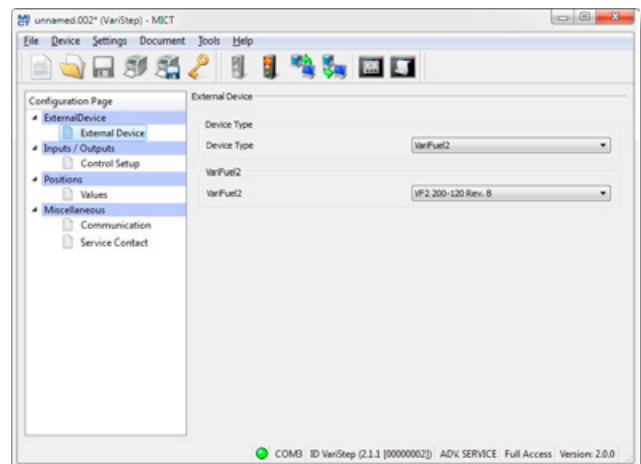 unnamed.002* (VariStep) - MICT
File Device Settings Document Tools Help
Configuration Page
ExternalDevice
External Device
Inputs / Outputs
Control Setup
Positions
Values
Miscellaneous
Communication
Service Contact
External Device
Device Type
Device Type VariFuel2
VariFuel2
VariFuel2 VF2 200-120 Rev. B
COM3 ID VariStep (2.1.1 [00000002]) ADV. SERVICE Full Access Version: 2.0.0